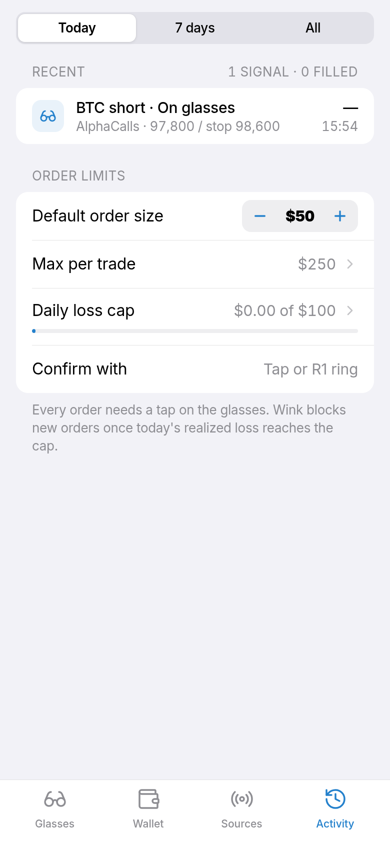 Today
7 days
All
RECENT
1 SIGNAL · 0 FILLED
BTC short · On glasses
—
AlphaCalls · 97,800 / stop 98,600
15:54
ORDER LIMITS
Default order size
− $50 +
Max per trade
$250
Daily loss cap
$0.00 of $100
Confirm with
Tap or R1 ring
Every order needs a tap on the glasses. Wink blocks
new orders once today's realized loss reaches the
cap.
Glasses
Wallet
Sources
Activity